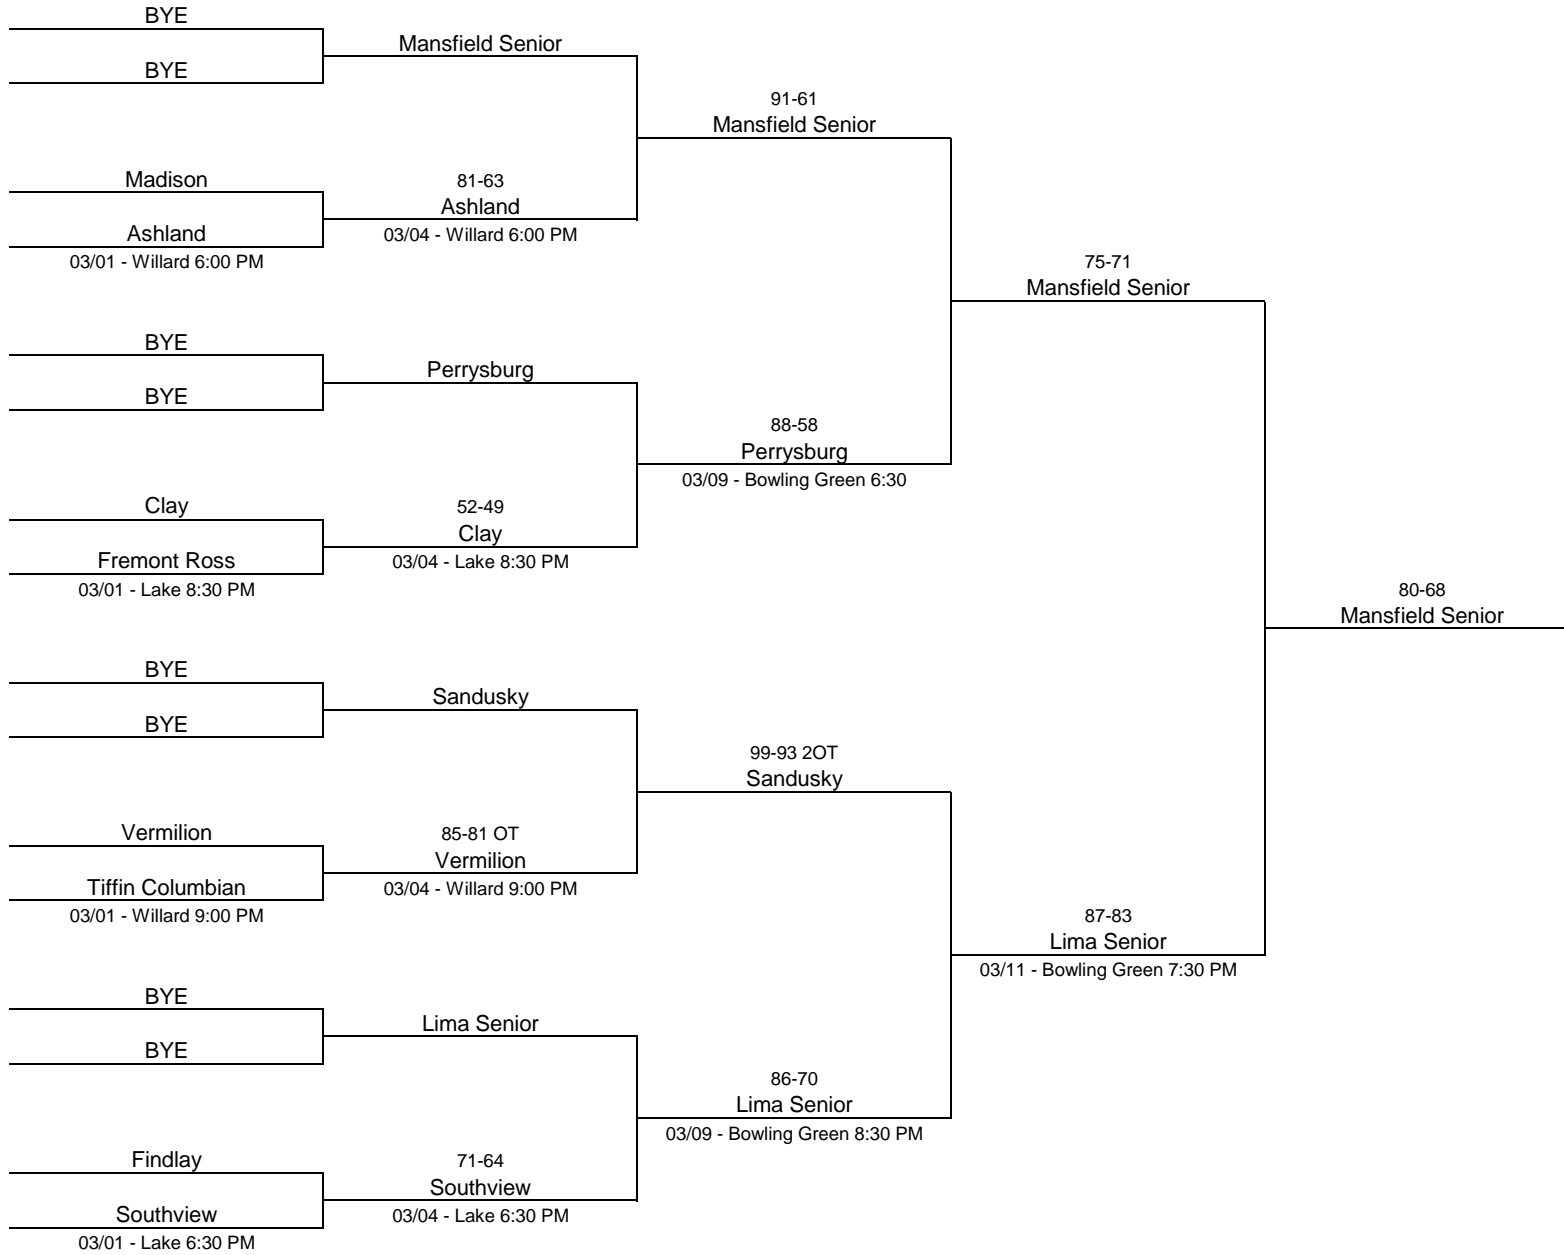 BYE
Mansfield Senior
BYE
91-61
Mansfield Senior
Madison
81-63
Ashland
Ashland
03/04 - Willard 6:00 PM
03/01 - Willard 6:00 PM
75-71
Mansfield Senior
BYE
Perrysburg
BYE
88-58
Perrysburg
03/09 - Bowling Green 6:30
Clay
52-49
Clay
Fremont Ross
03/04 - Lake 8:30 PM
03/01 - Lake 8:30 PM
80-68
Mansfield Senior
BYE
Sandusky
BYE
99-93 2OT
Sandusky
Vermilion
85-81 OT
Vermilion
Tiffin Columbian
03/04 - Willard 9:00 PM
03/01 - Willard 9:00 PM
87-83
Lima Senior
03/11 - Bowling Green 7:30 PM
BYE
Lima Senior
BYE
86-70
Lima Senior
03/09 - Bowling Green 8:30 PM
Findlay
71-64
Southview
Southview
03/04 - Lake 6:30 PM
03/01 - Lake 6:30 PM